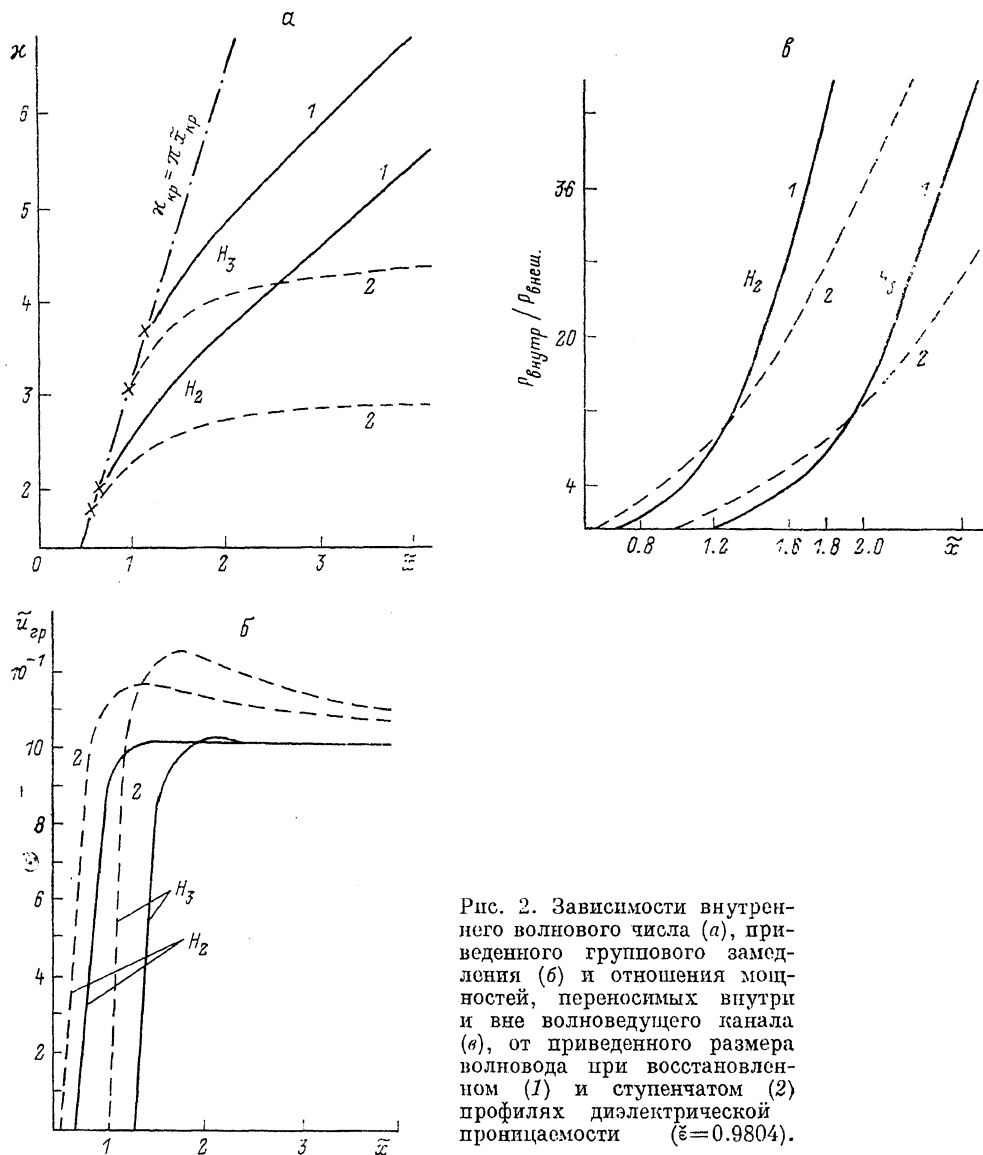 а
ϰ
6
5
4
3
2
0
1
2
3
x̃
ϰкр = πx̃кр
1
1
H₃
2
H₂
2
в
Pвнутр / Pвнеш.
36
20
4
0.8
1.2
1.6
1.8
2.0
x̃
H₂
1
2
1
2
б
ũгр
10⁻¹
10
8
6
4
2
1
2
3
x̃
2
2
H₃
H₂
Рис. 2. Зависимости внутрен-
него волнового числа (а), при-
веденного группового замед-
ления (б) и отношения мощ-
ностей, переносимых внутри
и вне волноведущего канала
(в), от приведенного размера
волновода при восстановлен-
ном (1) и ступенчатом (2)
профилях диэлектрической
проницаемости (ε̌=0.9804).